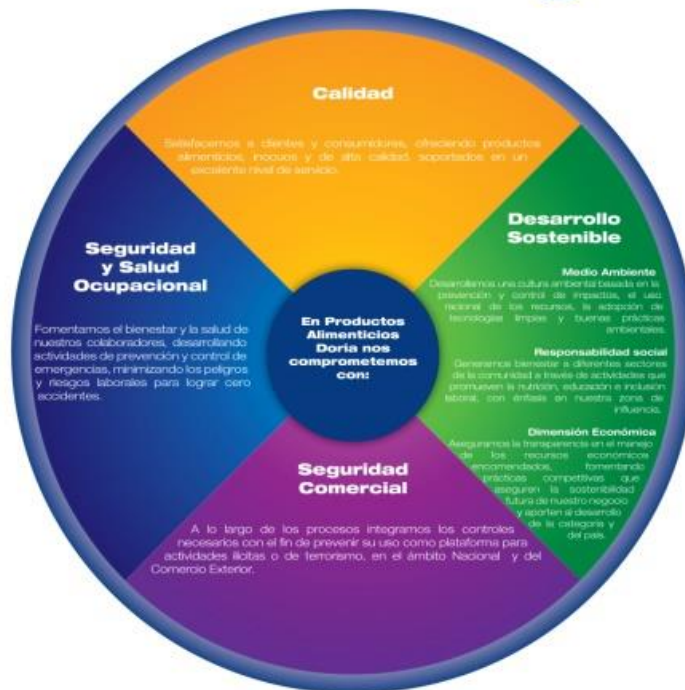 Calidad
Satisfacemos a clientes y consumidores, ofreciendo productos
alimenticios, inocuos y de alta calidad, soportados en un
excelente nivel de servicio.
Seguridad
y Salud
Ocupacional
Fomentamos el bienestar y la salud de
nuestros colaboradores, desarrollando
actividades de prevención y control de
emergencias, minimizando los peligros
y riesgos laborales para lograr cero
accidentes.
En Productos
Alimenticios
Doria nos
comprometemos
con:
Desarrollo
Sostenible
Medio Ambiente
Desarrollamos una cultura ambiental basada en la
prevención y control de impactos, el uso
racional de los recursos, la adopción de
tecnologías limpias y buenas prácticas
ambientales.
Responsabilidad social
Generamos bienestar a diferentes sectores
de la comunidad a través de actividades que
promueven la nutrición, educación e inclusión
laboral, con énfasis en nuestra zona de
influencia.
Dimensión Económica
Aseguramos la transparencia en el manejo
de los recursos económicos
encomendados, fomentando
prácticas competitivas que
aseguren la sostenibilidad
futura de nuestro negocio
y aporten al desarrollo
de la categoría y
del país.
Seguridad
Comercial
A lo largo de los procesos integramos los controles
necesarios con el fin de prevenir su uso como plataforma para
actividades ilícitas o de terrorismo, en el ámbito Nacional y del
Comercio Exterior.